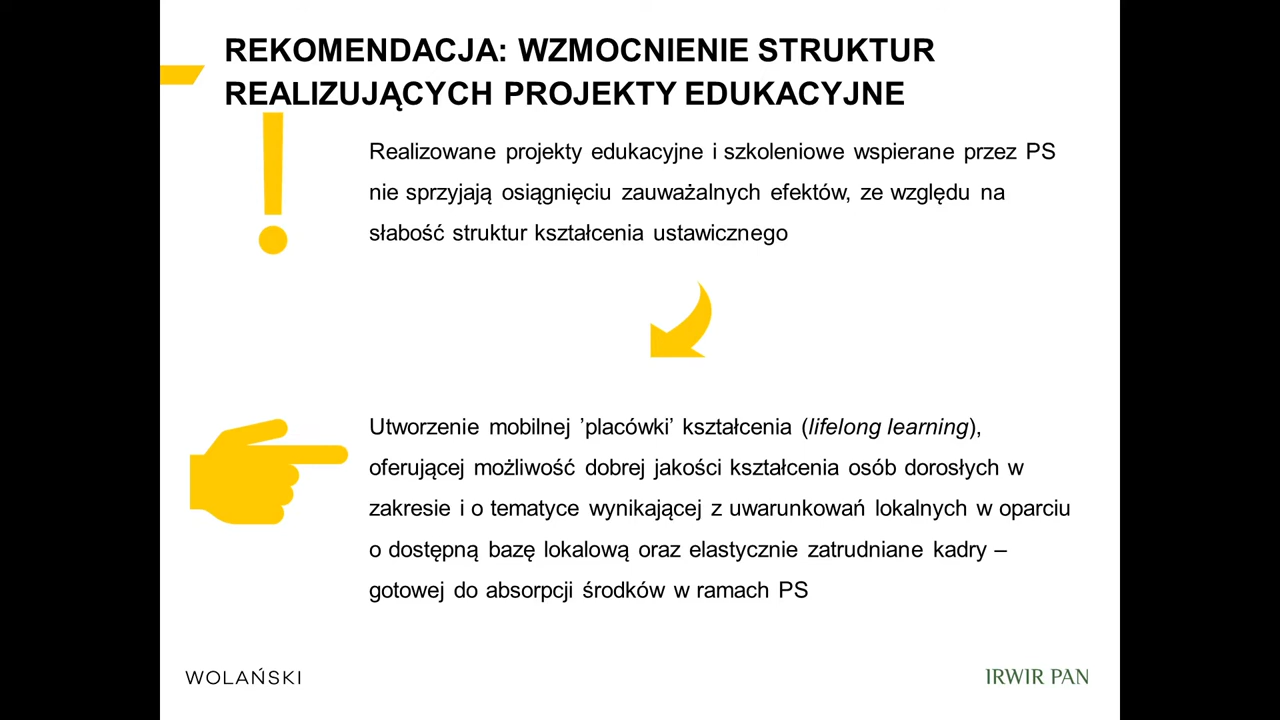 REKOMENDACJA: WZMOCNIENIE STRUKTUR
REALIZUJĄCYCH PROJEKTY EDUKACYJNE
Realizowane projekty edukacyjne i szkoleniowe wspierane przez PS
nie sprzyjają osiągnięciu zauważalnych efektów, ze względu na
słabość struktur kształcenia ustawicznego
Utworzenie mobilnej ’placówki’ kształcenia (lifelong learning),
oferującej możliwość dobrej jakości kształcenia osób dorosłych w
zakresie i o tematyce wynikającej z uwarunkowań lokalnych w oparciu
o dostępną bazę lokalową oraz elastycznie zatrudniane kadry –
gotowej do absorpcji środków w ramach PS
WOLAŃSKI
IRWIR PAN